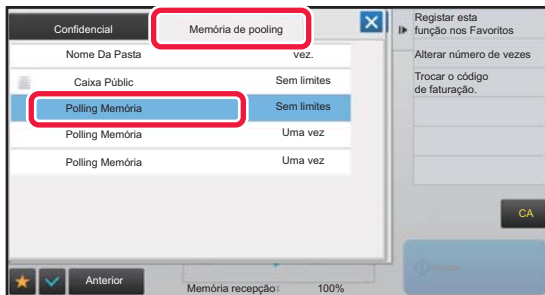 Confidencial
Memória de pooling
Nome Da Pasta
vez.
Caixa Públic
Sem limites
Polling Memória
Sem limites
Polling Memória
Uma vez
Polling Memória
Uma vez
Anterior
Memória recepção: 100%
Registar esta
função nos Favoritos
Alterar número de vezes
Trocar o código
de faturação.
CA